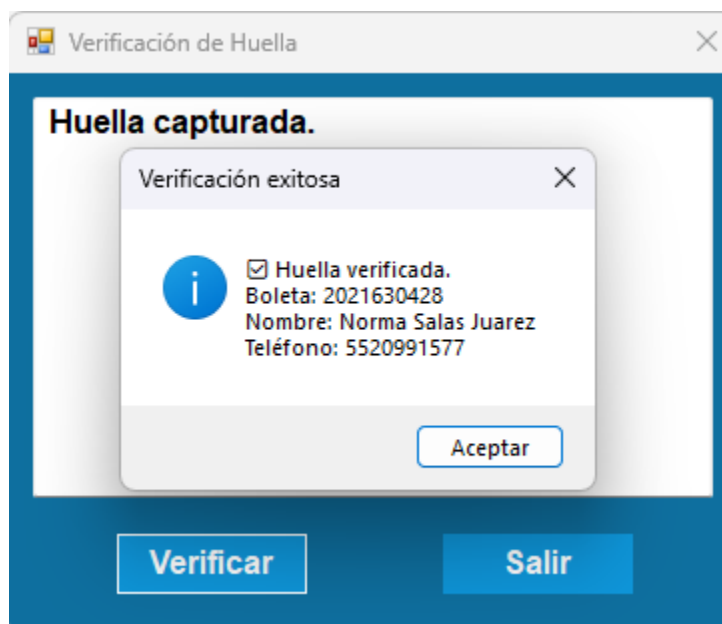 Verificación de Huella
Huella capturada.
Verificación exitosa
☑ Huella verificada.
Boleta: 2021630428
Nombre: Norma Salas Juarez
Teléfono: 5520991577
Aceptar
Verificar
Salir